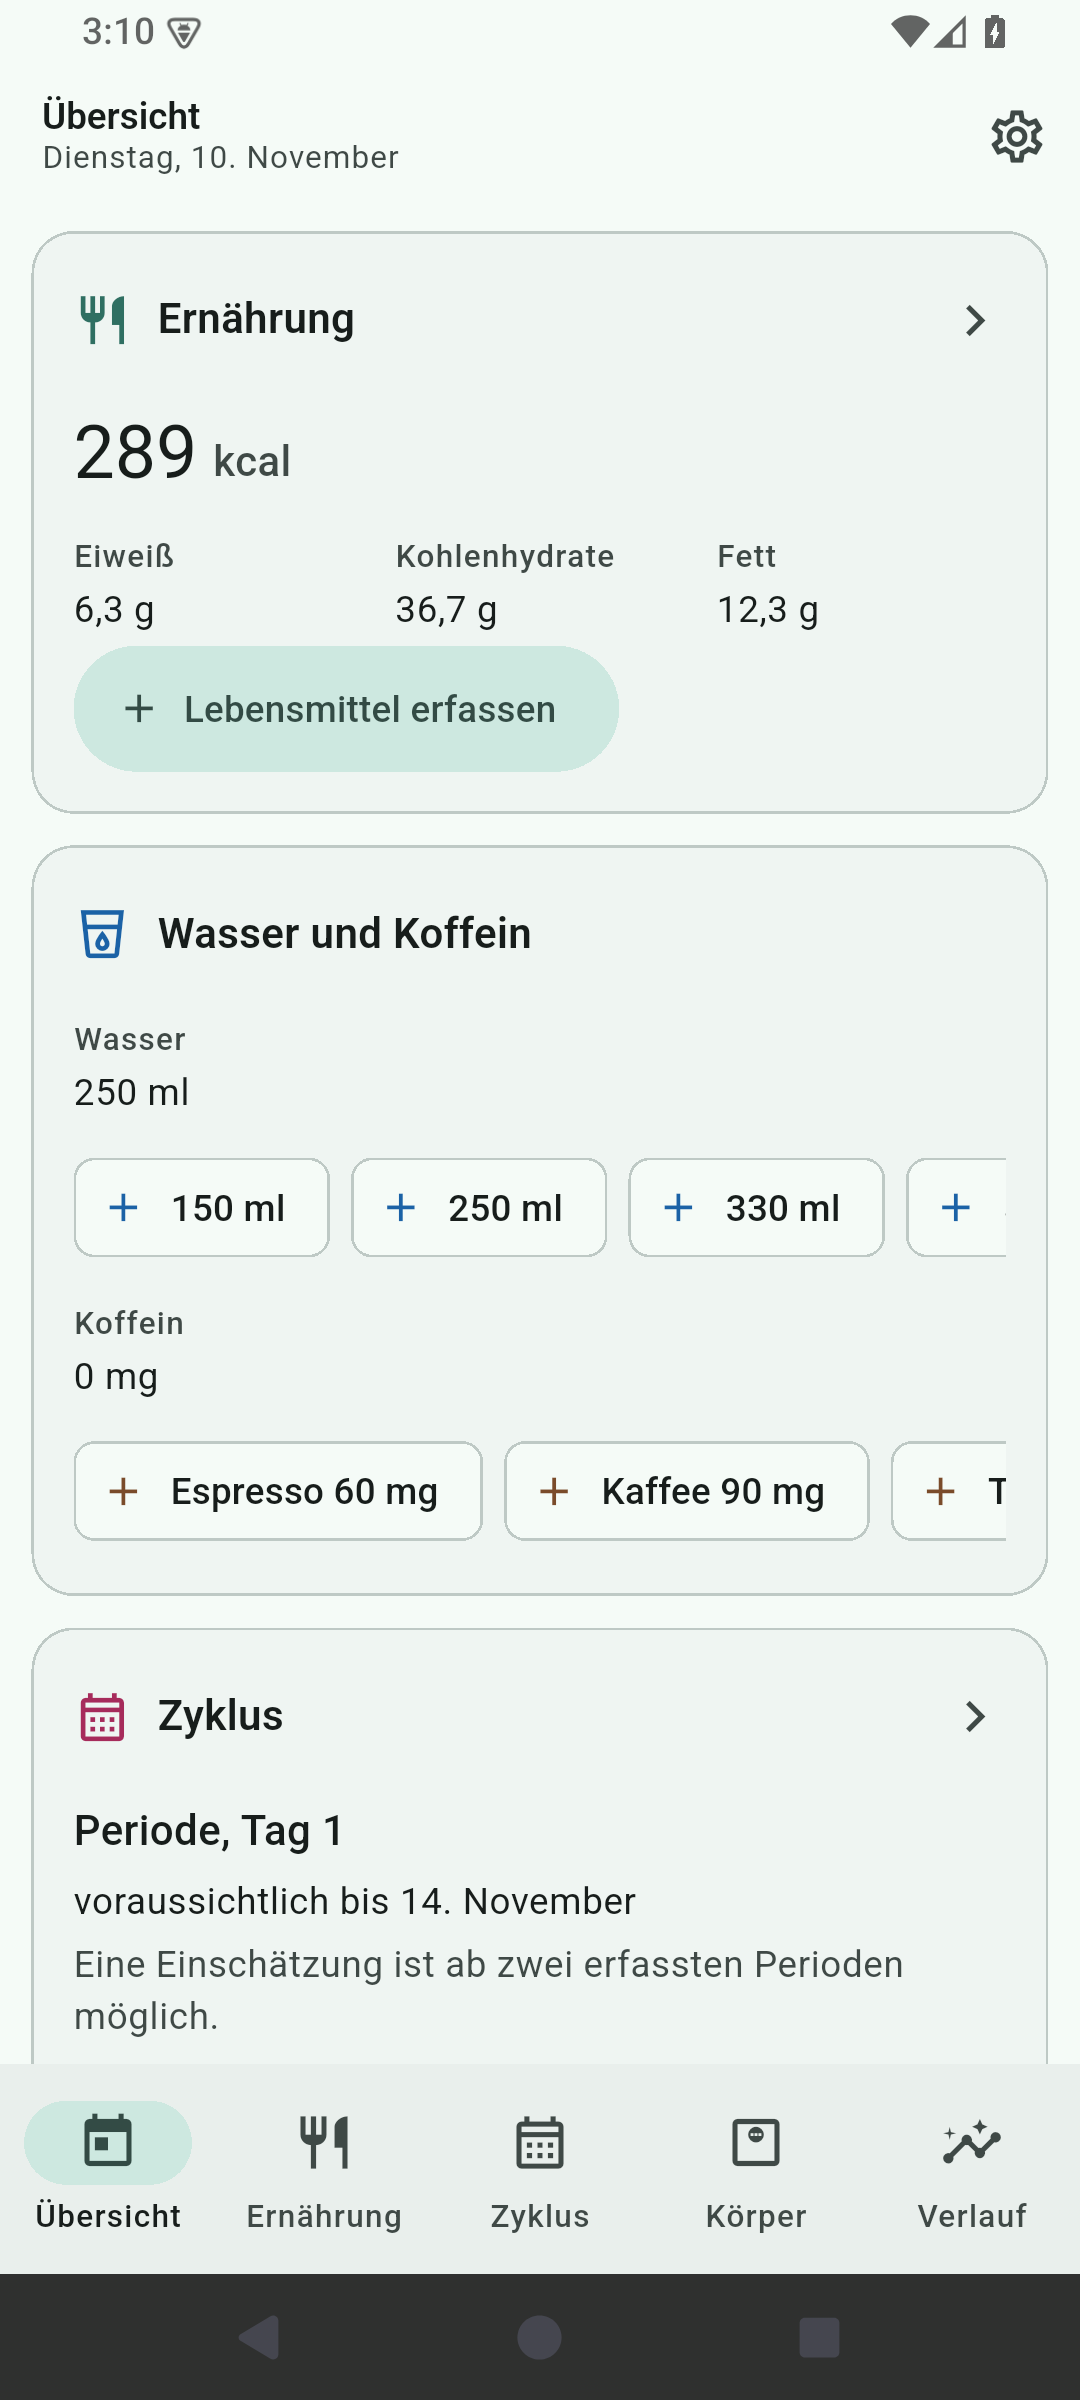 3:10
Übersicht
Dienstag, 10. November
Ernährung
289 kcal
Eiweiß Kohlenhydrate Fett
6,3 g 36,7 g 12,3 g
+ Lebensmittel erfassen
Wasser und Koffein
Wasser
250 ml
+ 150 ml + 250 ml + 330 ml +
Koffein
0 mg
+ Espresso 60 mg + Kaffee 90 mg +
Zyklus
Periode, Tag 1
voraussichtlich bis 14. November
Eine Einschätzung ist ab zwei erfassten Perioden
möglich.
Übersicht Ernährung Zyklus Körper Verlauf